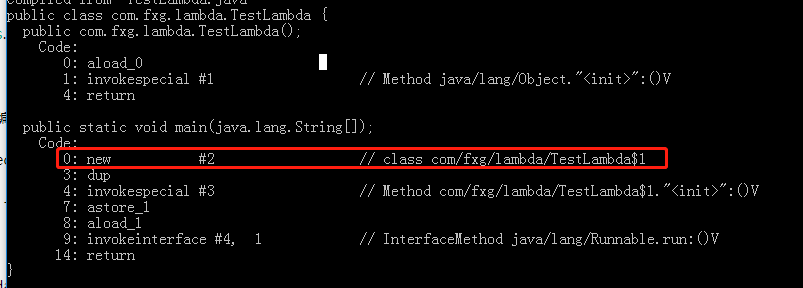 Compiled from "TestLambda.java"
public class com.fxg.lambda.TestLambda {
public com.fxg.lambda.TestLambda();
Code:
0: aload_0
1: invokespecial #1 // Method java/lang/Object."<init>":()V
4: return
public static void main(java.lang.String[]);
Code:
0: new #2 // class com/fxg/lambda/TestLambda$1
3: dup
4: invokespecial #3 // Method com/fxg/lambda/TestLambda$1."<init>":()V
7: astore_1
8: aload_1
9: invokeinterface #4, 1 // InterfaceMethod java/lang/Runnable.run:()V
14: return
}